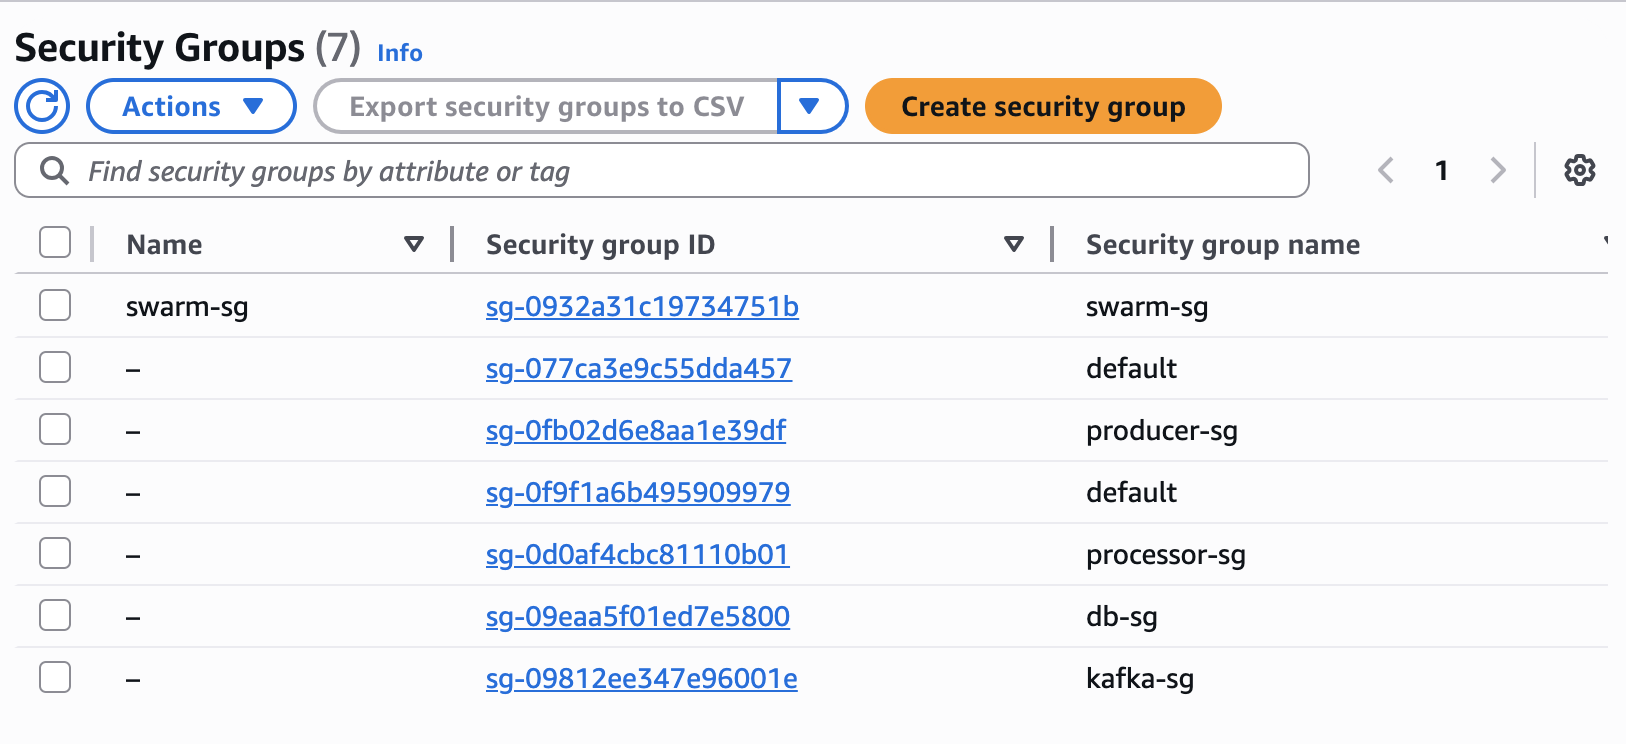 Security Groups (7) Info
Actions Export security groups to CSV Create security group
Find security groups by attribute or tag 1
Name Security group ID Security group name
swarm-sg sg-0932a31c19734751b swarm-sg
– sg-077ca3e9c55dda457 default
– sg-0fb02d6e8aa1e39df producer-sg
– sg-0f9f1a6b495909979 default
– sg-0d0af4cbc81110b01 processor-sg
– sg-09eaa5f01ed7e5800 db-sg
– sg-09812ee347e96001e kafka-sg